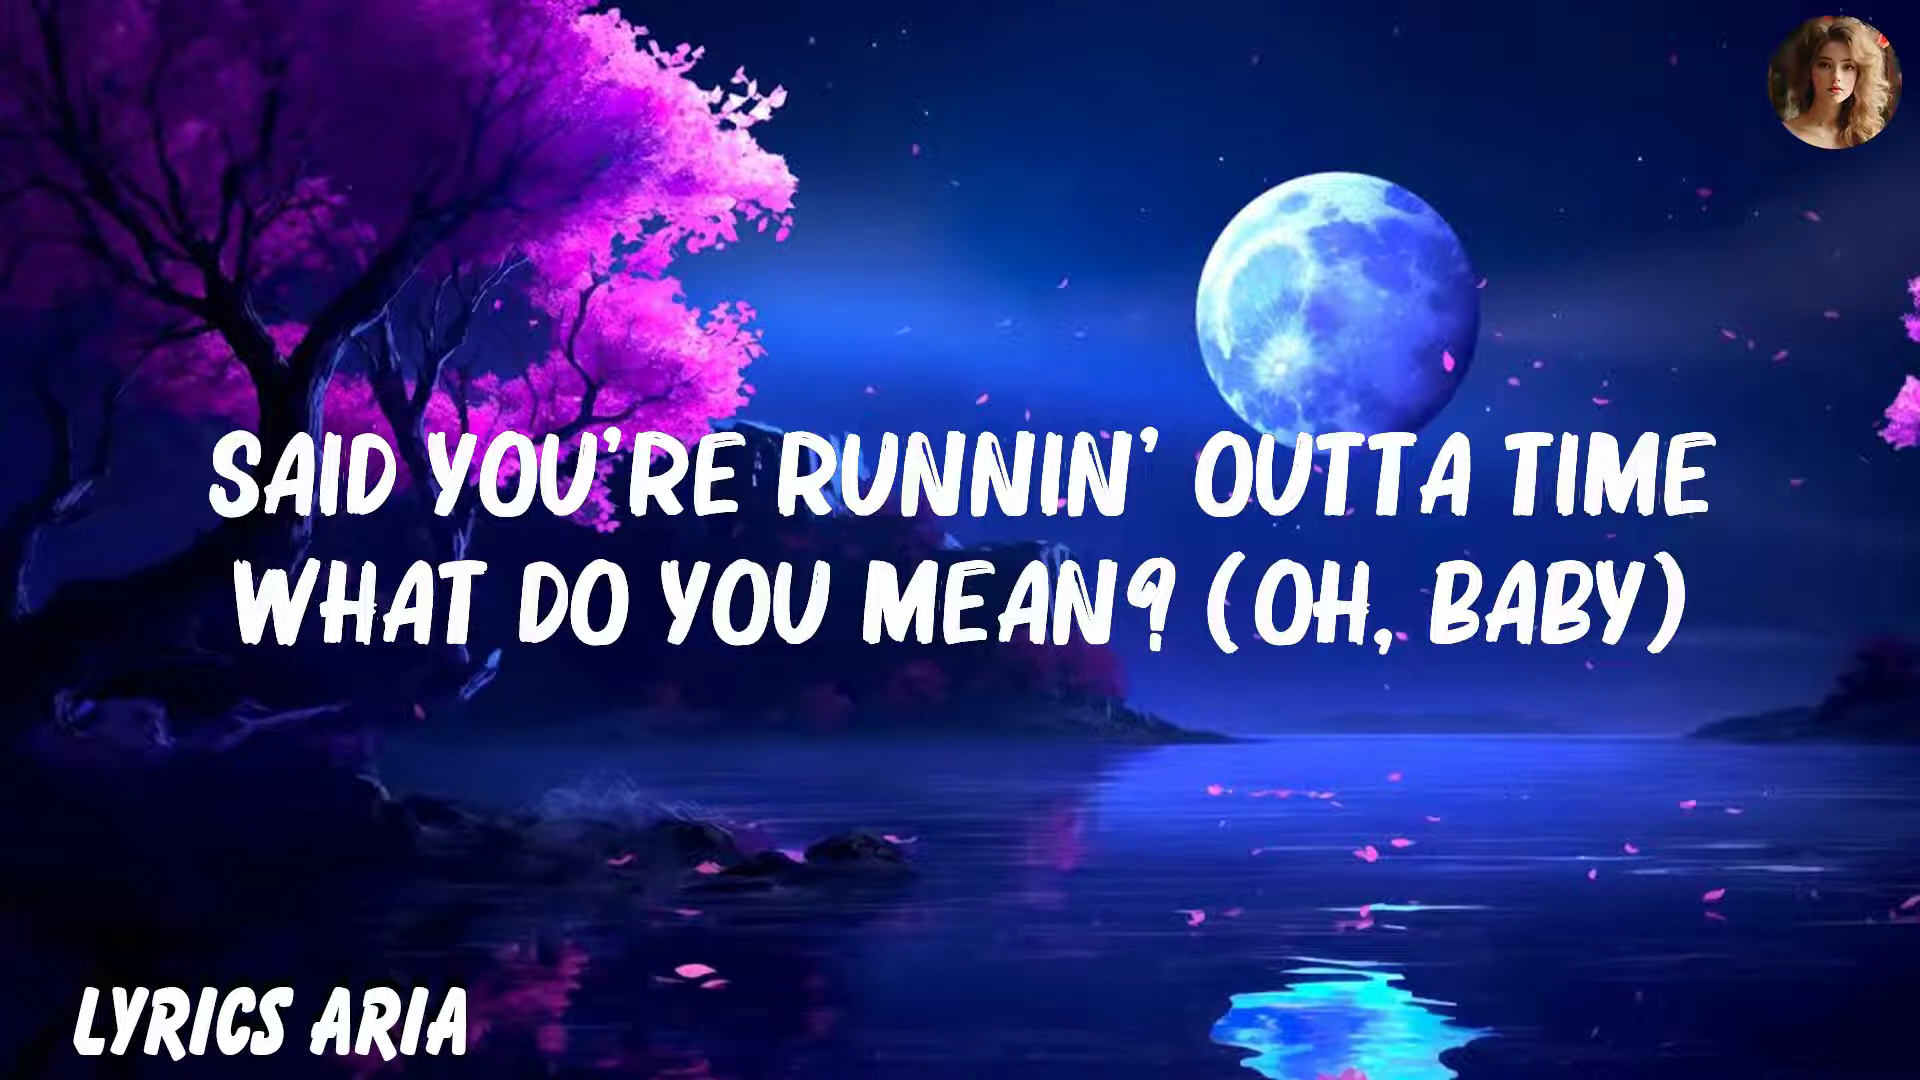 SAID YOU'RE RUNNIN' OUTTA TIME
WHAT DO YOU MEAN? (OH, BABY)
LYRICS ARIA